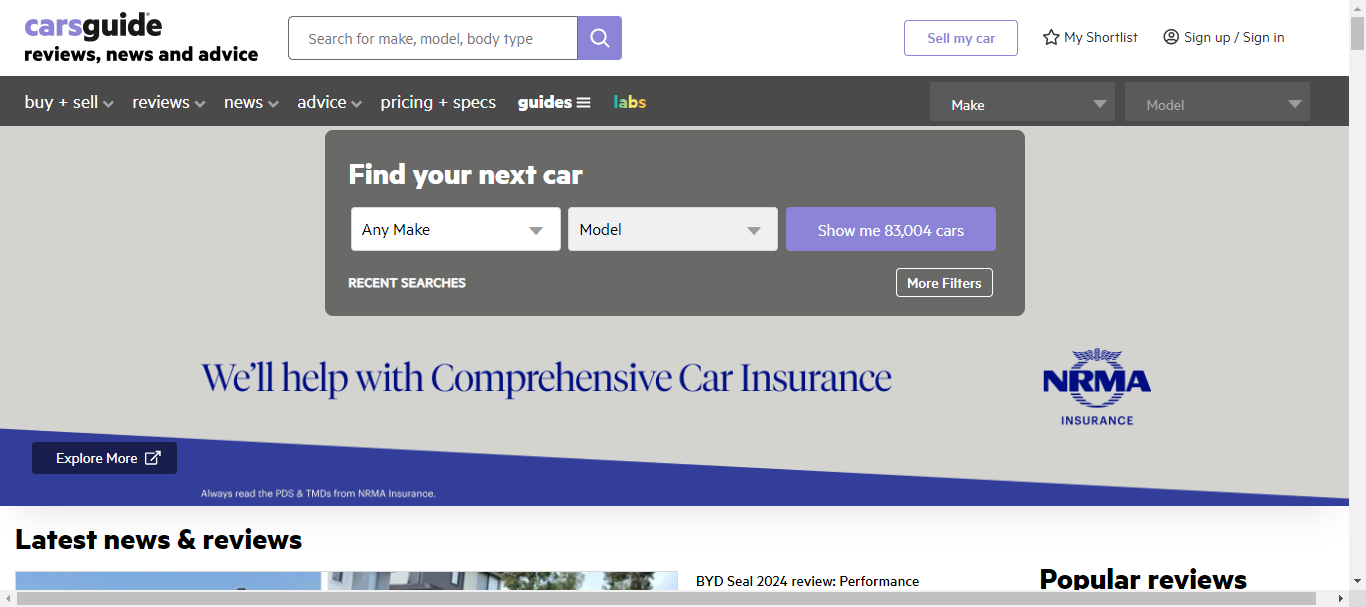 carsguide
reviews, news and advice
Search for make, model, body type
Sell my car
My Shortlist
Sign up / Sign in
buy + sell
reviews
news
advice
pricing + specs
guides
labs
Make
Model
Find your next car
Any Make
Model
Show me 83,004 cars
RECENT SEARCHES
More Filters
We'll help with Comprehensive Car Insurance
NRMA
INSURANCE
Explore More
Always read the PDS & TMDs from NRMA Insurance.
Latest news & reviews
BYD Seal 2024 review: Performance
Popular reviews